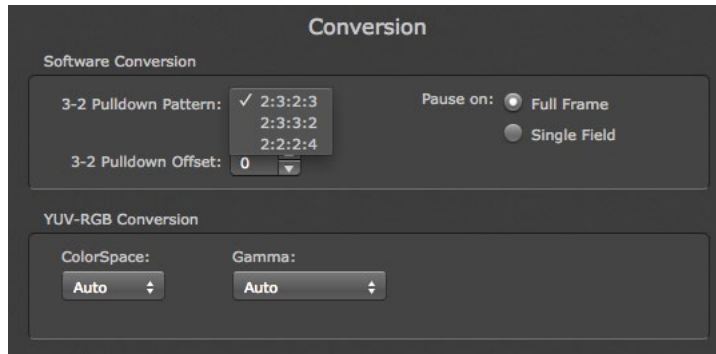 Conversion
Software Conversion
3-2 Pulldown Pattern:
✓ 2:3:2:3
2:3:3:2
2:2:2:4
Pause on:
Full Frame
Single Field
3-2 Pulldown Offset: 0
YUV-RGB Conversion
ColorSpace: Gamma:
Auto Auto